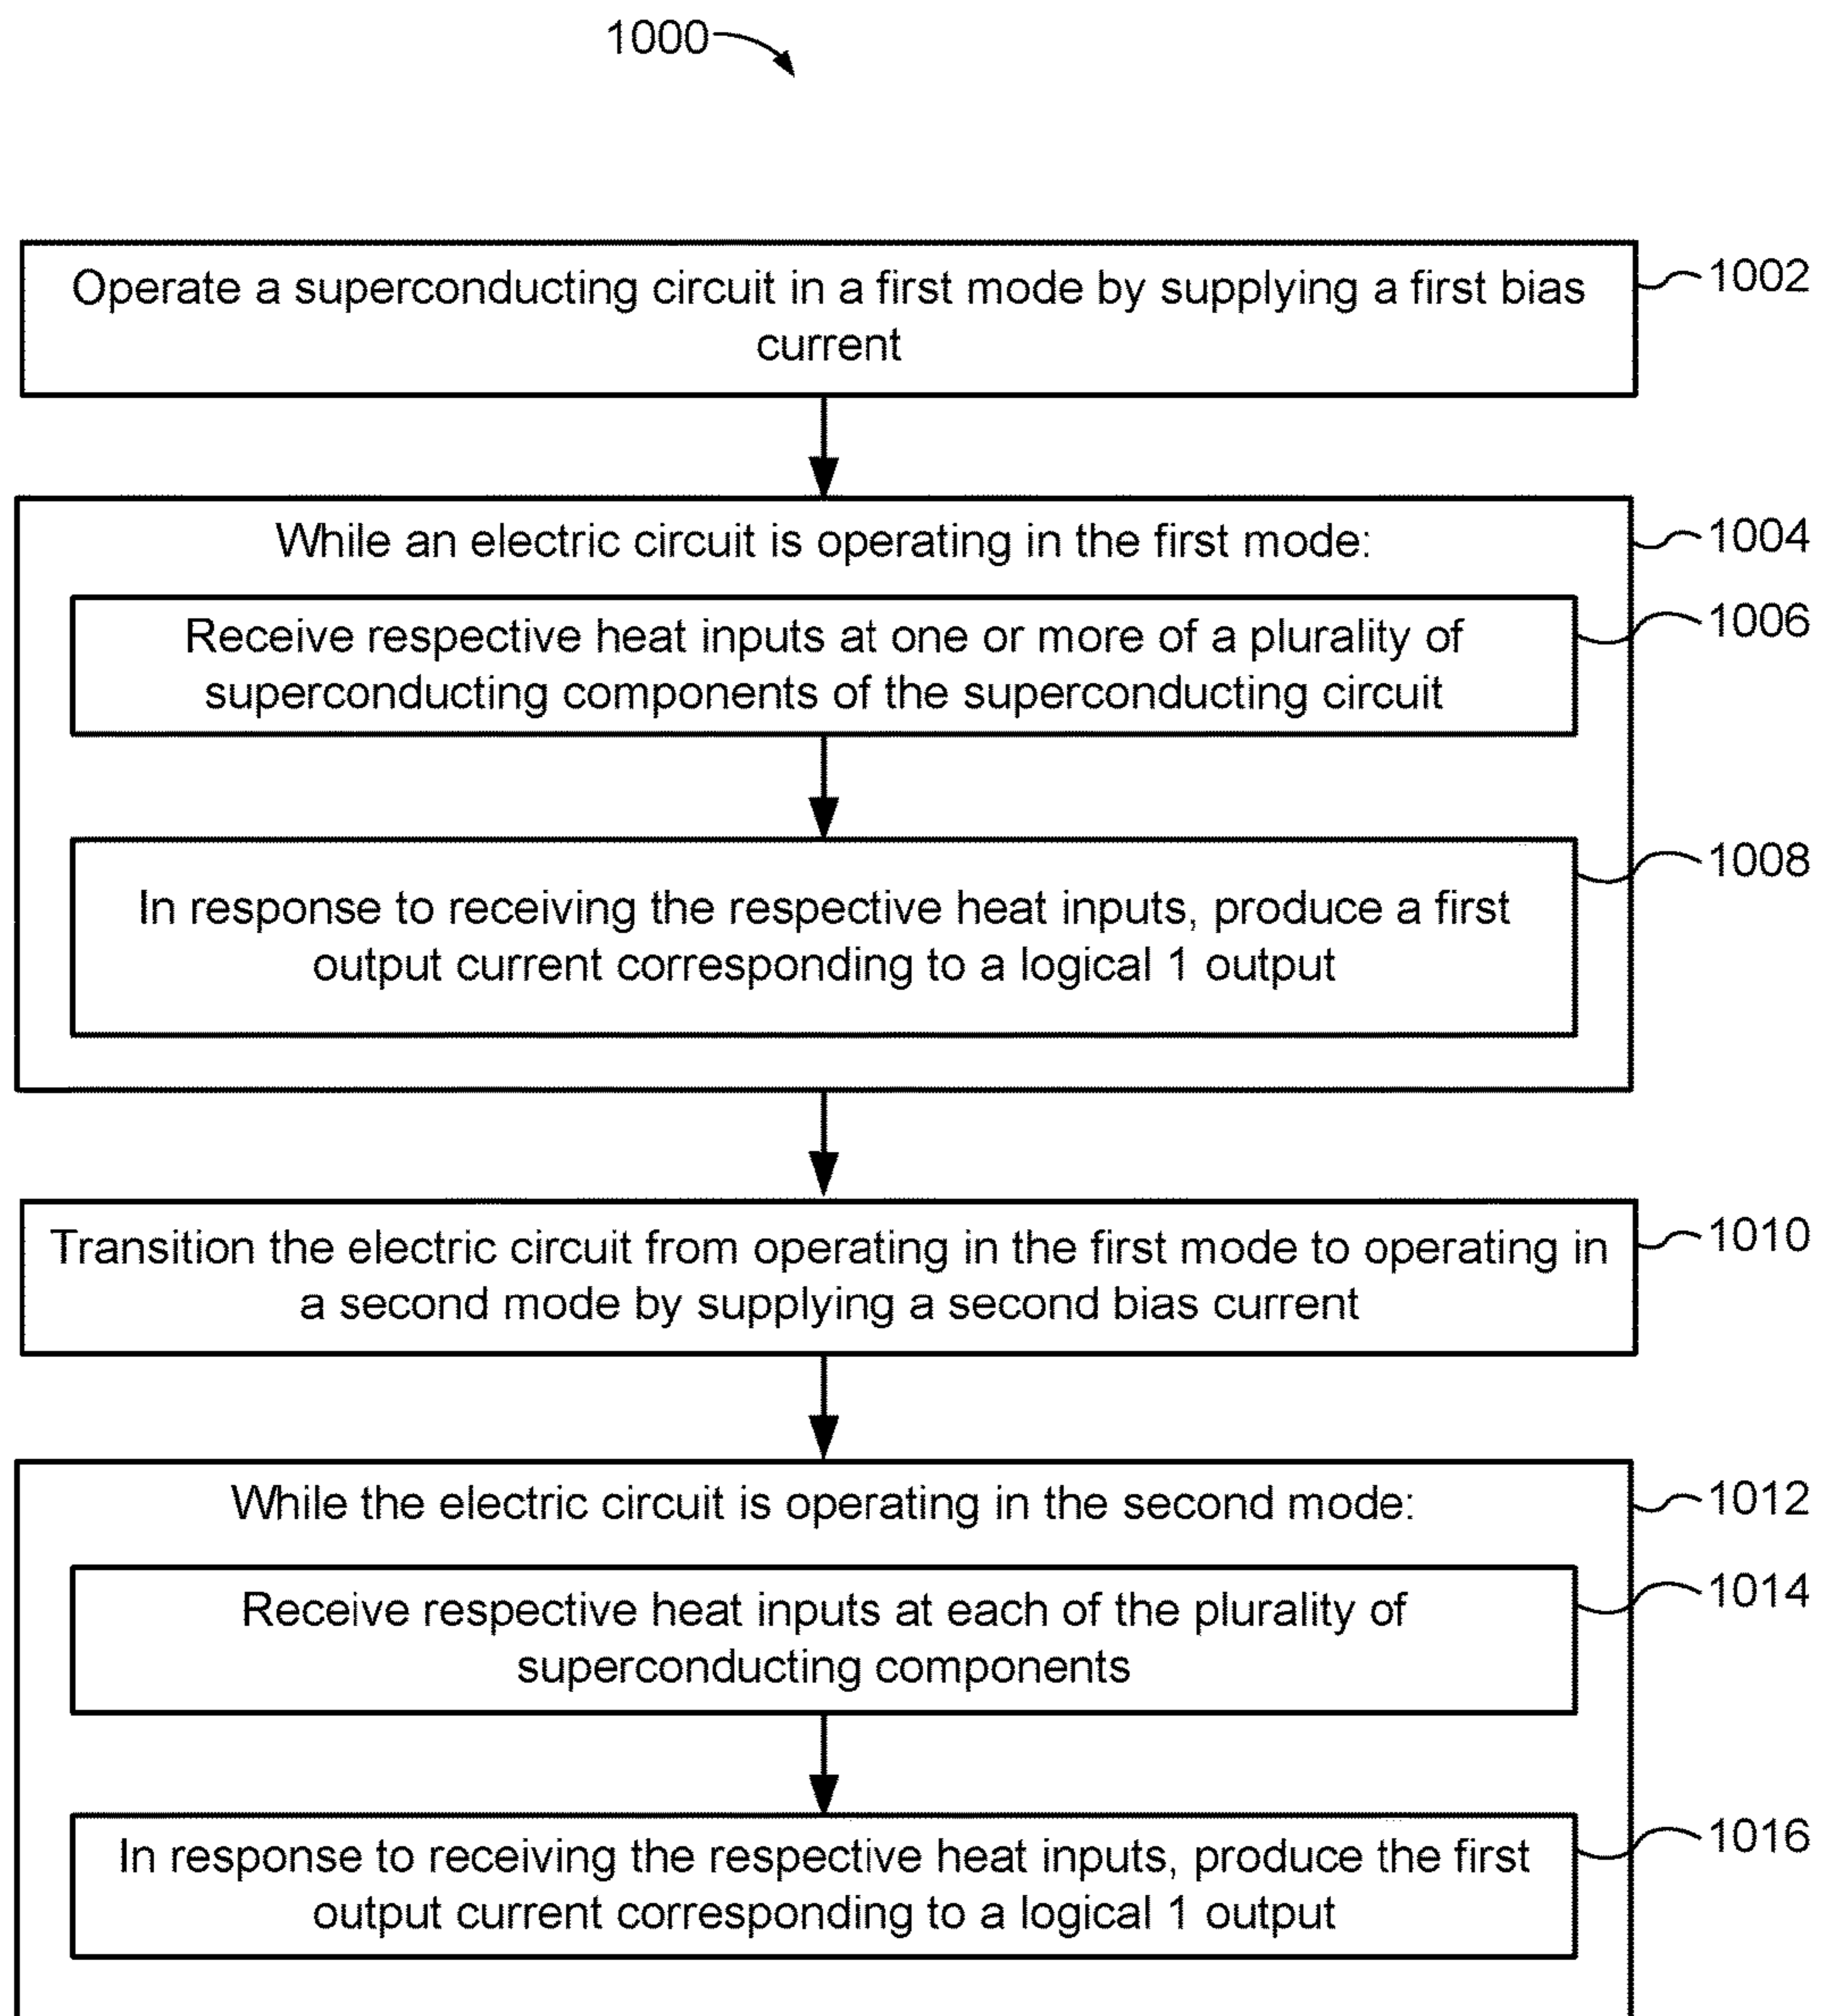 1000
Operate a superconducting circuit in a first mode by supplying a first bias
current
1002
While an electric circuit is operating in the first mode:
1004
Receive respective heat inputs at one or more of a plurality of
superconducting components of the superconducting circuit
1006
In response to receiving the respective heat inputs, produce a first
output current corresponding to a logical 1 output
1008
Transition the electric circuit from operating in the first mode to operating in
a second mode by supplying a second bias current
1010
While the electric circuit is operating in the second mode:
1012
Receive respective heat inputs at each of the plurality of
superconducting components
1014
In response to receiving the respective heat inputs, produce the first
output current corresponding to a logical 1 output
1016